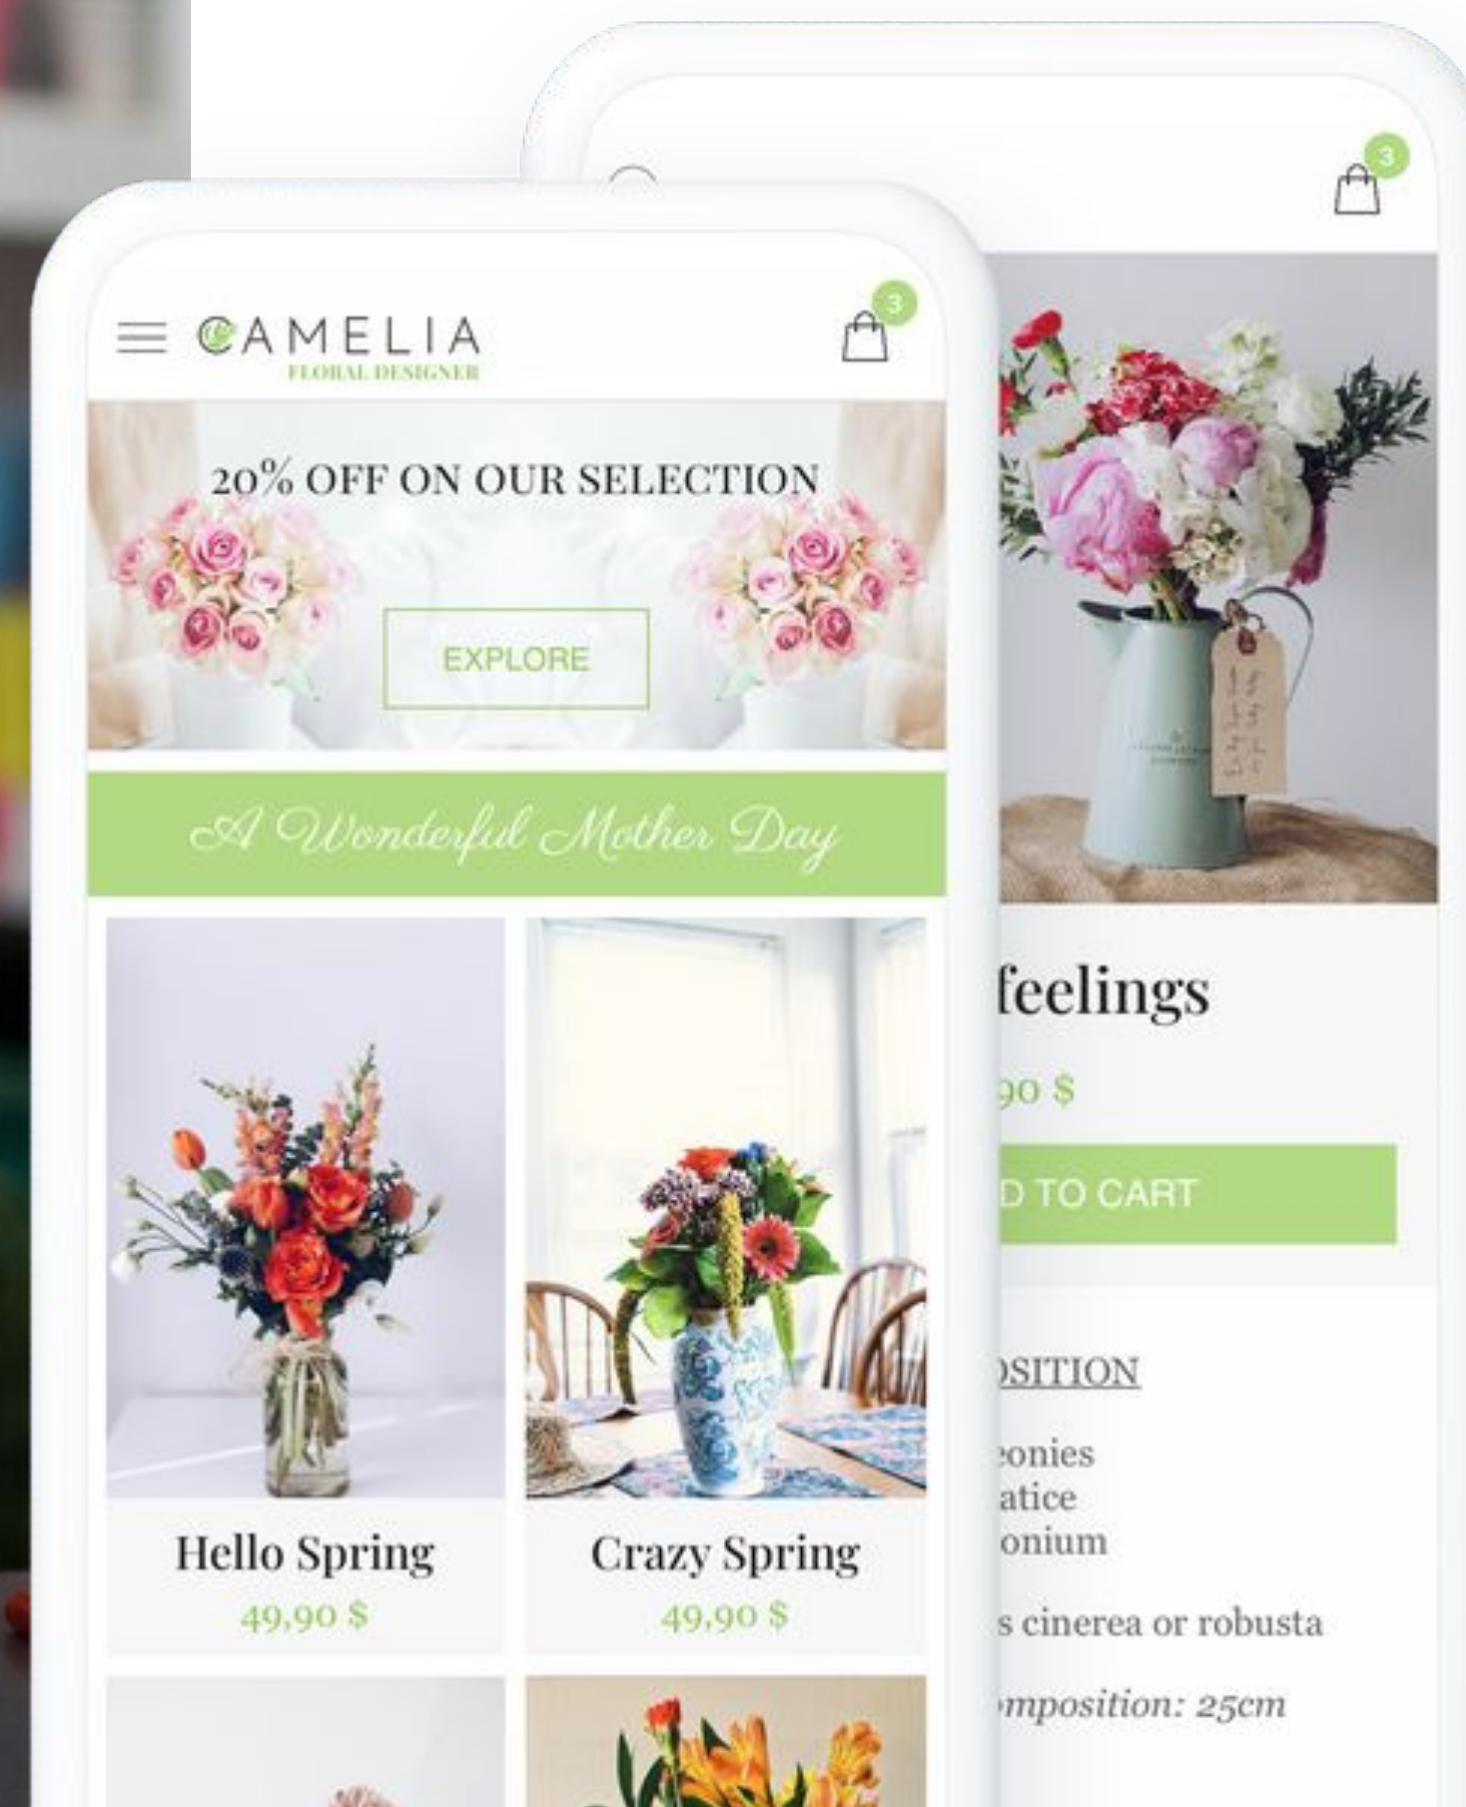 CAMELIA
FLORAL DESIGNER
3
20% OFF ON OUR SELECTION
EXPLORE
A Wonderful Mother Day
Hello Spring
49,90 $
Crazy Spring
49,90 $
3
feelings
90 $
D TO CART
OSITION
eonies
atice
onium
s cinerea or robusta
omposition: 25cm